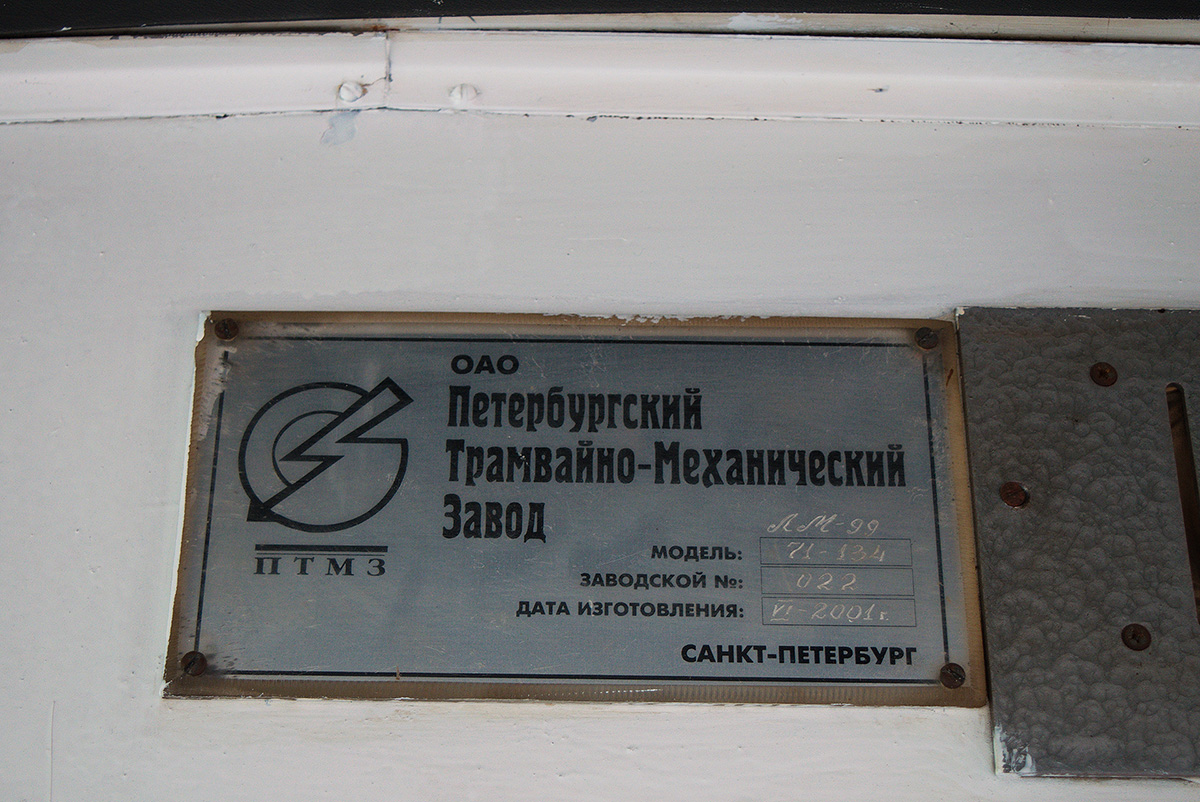 ОАО
Петербургский
Трамвайно-Механический
Завод
ПТМЗ
ЛМ-99
МОДЕЛЬ: 71-134
ЗАВОДСКОЙ №: 022
ДАТА ИЗГОТОВЛЕНИЯ: VI-2001г.
САНКТ-ПЕТЕРБУРГ